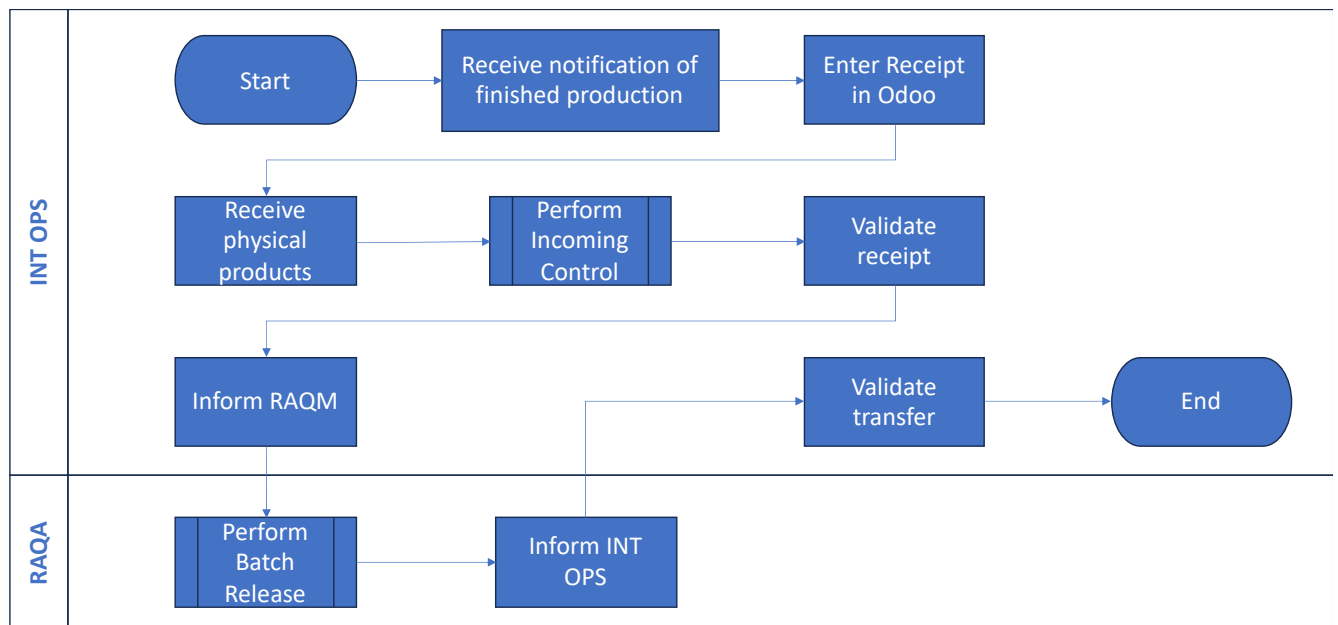 INT OPS
Start
Receive notification of
finished production
Enter Receipt
in Odoo
Receive
physical
products
Perform
Incoming
Control
Validate
receipt
Inform RAQM
Validate
transfer
End
RAQA
Perform
Batch
Release
Inform INT
OPS